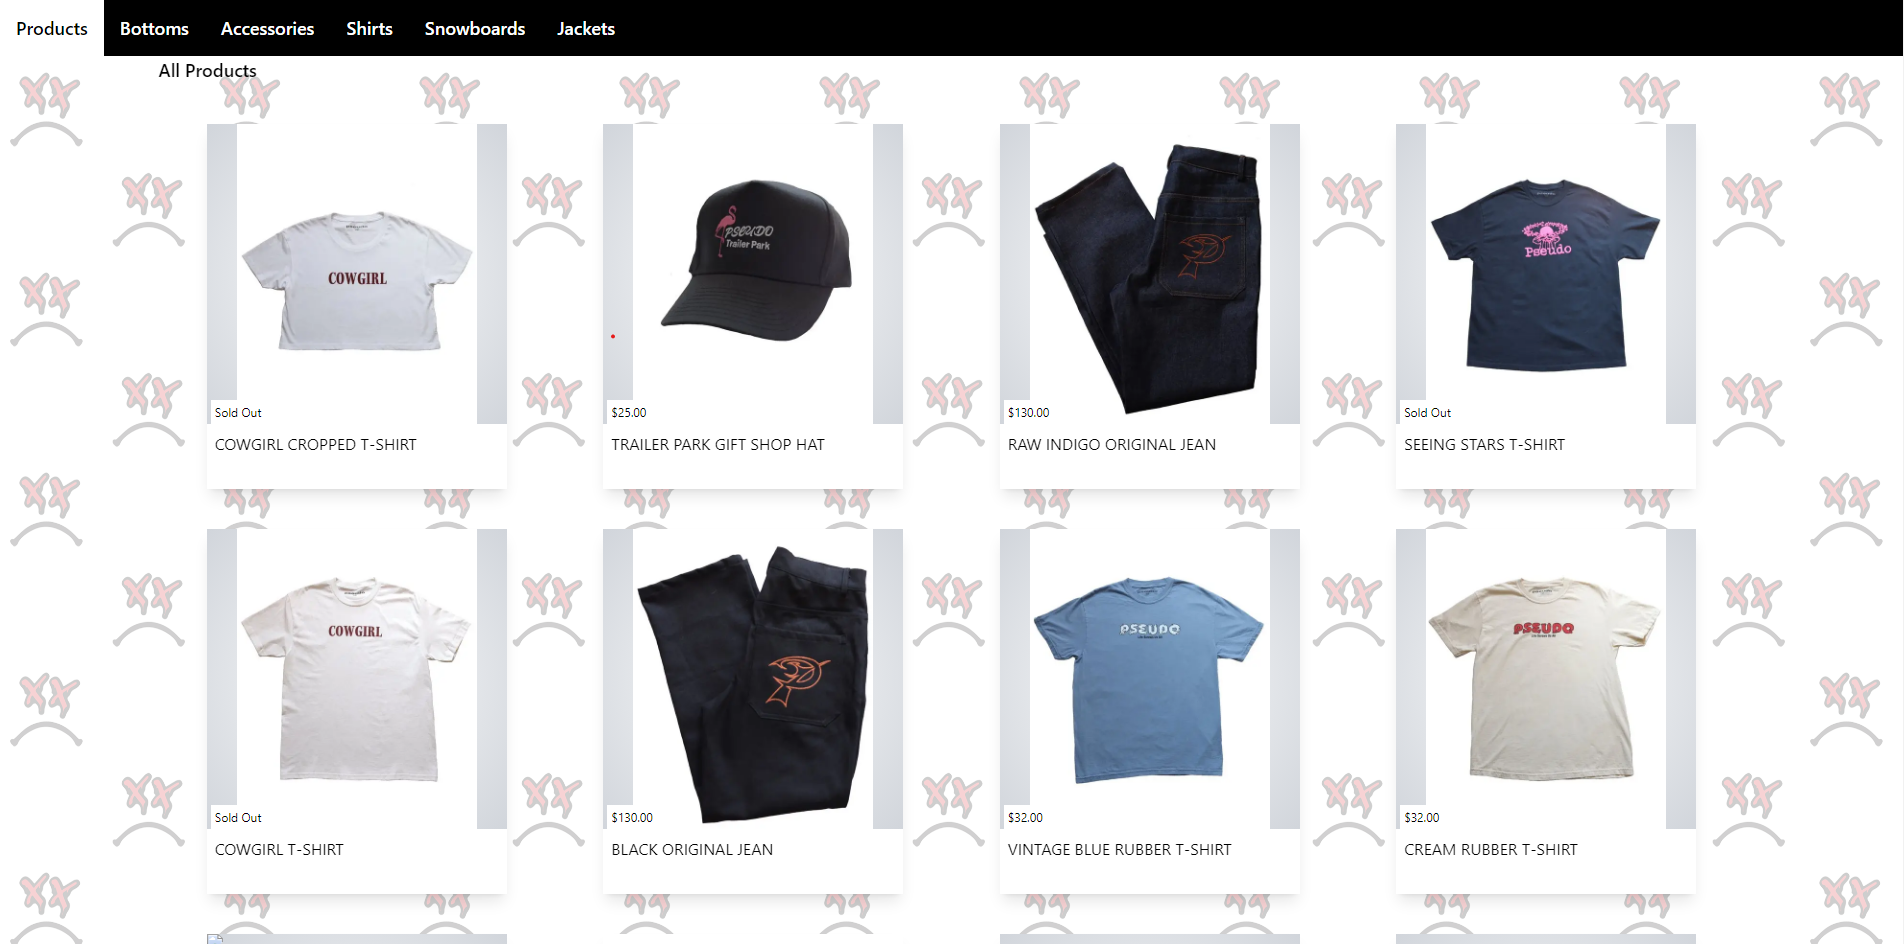 Products Bottoms Accessories Shirts Snowboards Jackets
All Products
COWGIRL
PSEUDO
Trailer Park
Pseudo
Sold Out
$25.00
$130.00
Sold Out
COWGIRL CROPPED T-SHIRT
TRAILER PARK GIFT SHOP HAT
RAW INDIGO ORIGINAL JEAN
SEEING STARS T-SHIRT
COWGIRL
PSEUDO
PSEUDO
Sold Out
$130.00
$32.00
$32.00
COWGIRL T-SHIRT
BLACK ORIGINAL JEAN
VINTAGE BLUE RUBBER T-SHIRT
CREAM RUBBER T-SHIRT